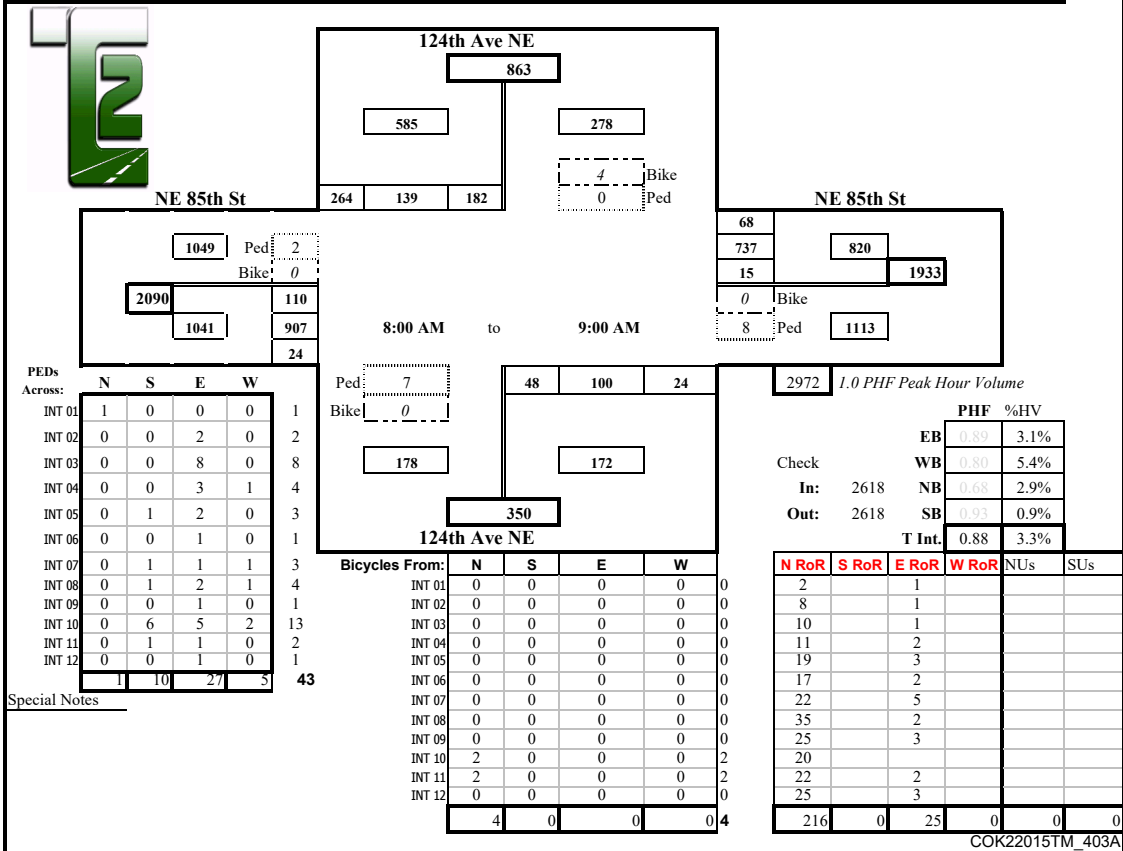 T2
124th Ave NE
863
585 278
4 Bike
0 Ped
NE 85th St 264 139 182 NE 85th St
68
1049 Ped 2 737 820
Bike 0 15 1933
2090 110 0 Bike
1041 907 8:00 AM to 9:00 AM 8 Ped 1113
24
Ped 7 48 100 24 2972 1.0 PHF Peak Hour Volume
Bike 0
178 172
350
124th Ave NE
PHF %HV
EB 0.89 3.1%
Check WB 0.80 5.4%
In: 2618 NB 0.68 2.9%
Out: 2618 SB 0.93 0.9%
T Int. 0.88 3.3%
PEDs
Across: N S E W
INT 01 1 0 0 0 1
INT 02 0 0 2 0 2
INT 03 0 0 8 0 8
INT 04 0 0 3 1 4
INT 05 0 1 2 0 3
INT 06 0 0 1 0 1
INT 07 0 1 1 1 3
INT 08 0 1 2 1 4
INT 09 0 0 1 0 1
INT 10 0 6 5 2 13
INT 11 0 1 1 0 2
INT 12 0 0 1 0 1
1 10 27 5 43
Special Notes
Bicycles From: N S E W
INT 01 0 0 0 0 0
INT 02 0 0 0 0 0
INT 03 0 0 0 0 0
INT 04 0 0 0 0 0
INT 05 0 0 0 0 0
INT 06 0 0 0 0 0
INT 07 0 0 0 0 0
INT 08 0 0 0 0 0
INT 09 0 0 0 0 0
INT 10 2 0 0 0 2
INT 11 2 0 0 0 2
INT 12 0 0 0 0 0
4 0 0 0 4
N RoR S RoR E RoR W RoR NUs SUs
2 1
8 1
10 1
11 2
19 3
17 2
22 5
35 2
25 3
20
22 2
25 3
216 0 25 0 0 0
COK22015TM_403A